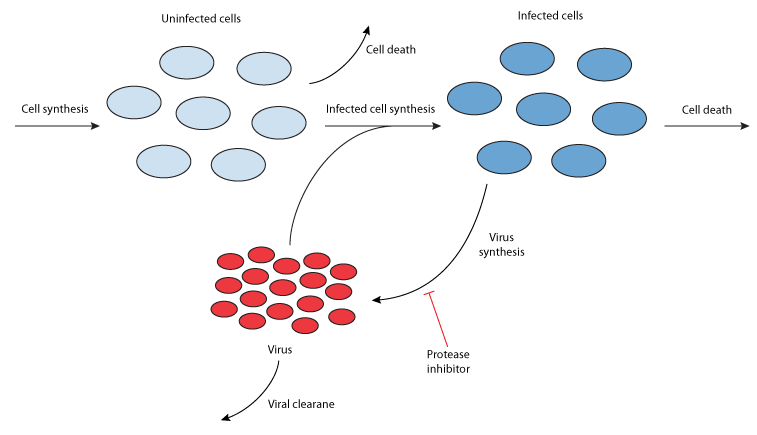 Uninfected cells
Infected cells
Cell death
Cell synthesis
Infected cell synthesis
Cell death
Virus
synthesis
Virus
Protease
inhibitor
Viral clearane